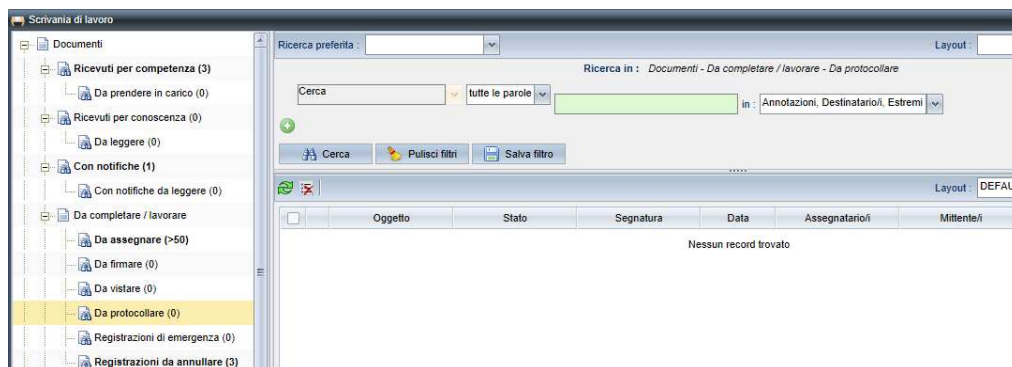 Scrivania di lavoro
Documenti
Ricevuti per competenza (3)
Da prendere in carico (0)
Ricevuti per conoscenza (0)
Da leggere (0)
Con notifiche (1)
Con notifiche da leggere (0)
Da completare / lavorare
Da assegnare (>50)
Da firmare (0)
Da vistare (0)
Da protocollare (0)
Registrazioni di emergenza (0)
Registrazioni da annullare (3)
Ricerca preferita : Layout :
Ricerca in : Documenti - Da completare / lavorare - Da protocollare
Cerca tutte le parole in : Annotazioni, Destinatario/i, Estremi
Cerca Pulisci filtri Salva filtro
Layout : DEFAU
Oggetto Stato Segnatura Data Assegnatario/i Mittente/i
Nessun record trovato